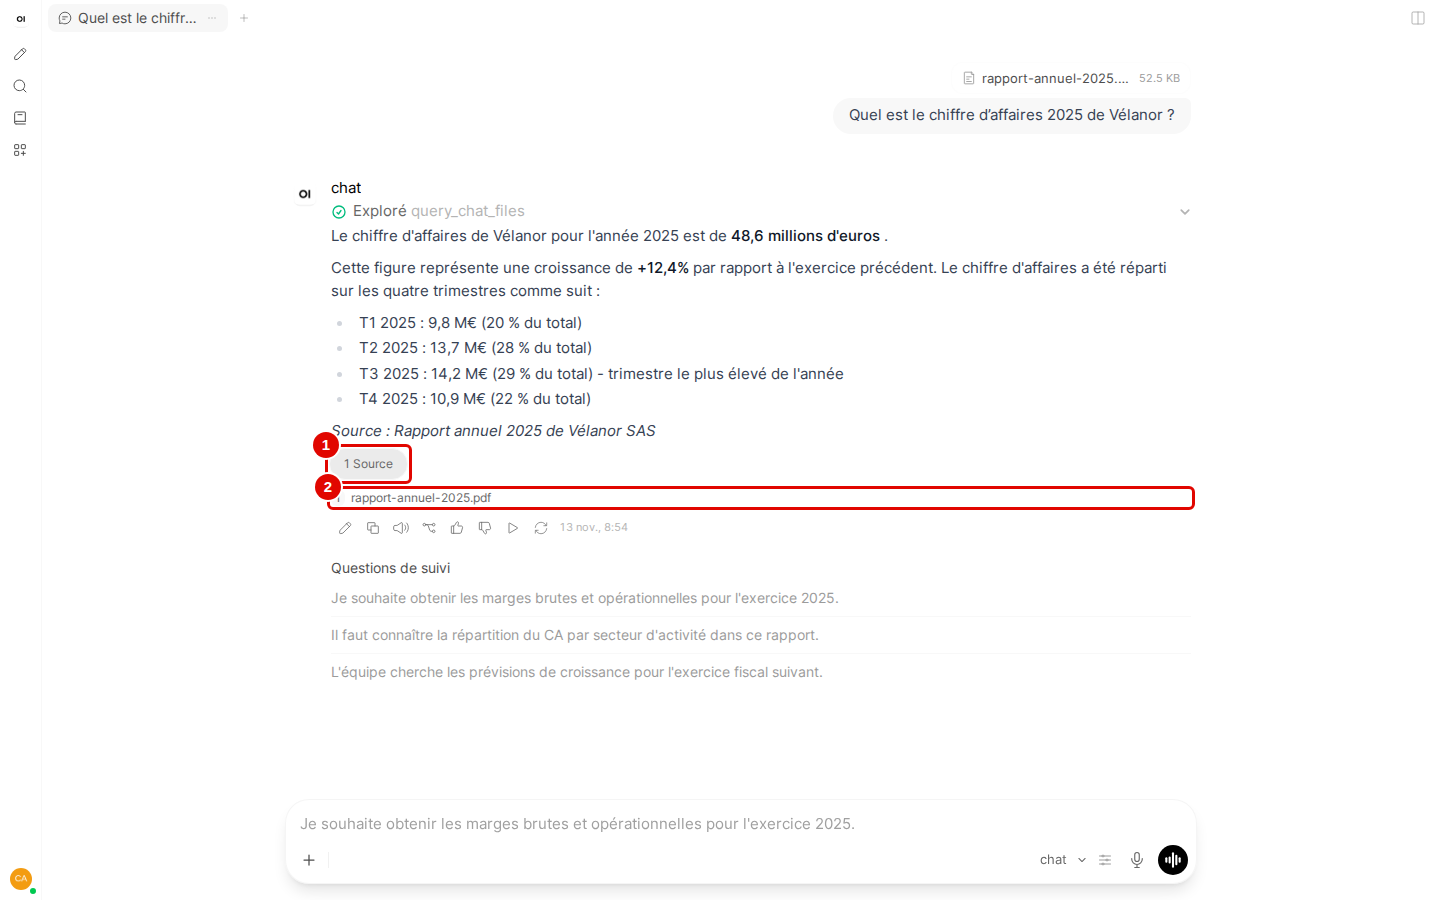 OI
Quel est le chiffr...
rapport-annuel-2025....
52.5 KB
Quel est le chiffre d’affaires 2025 de Vélanor ?
OI
chat
Exploré query_chat_files
Le chiffre d'affaires de Vélanor pour l'année 2025 est de 48,6 millions d'euros .
Cette figure représente une croissance de +12,4% par rapport à l'exercice précédent. Le chiffre d'affaires a été réparti
sur les quatre trimestres comme suit :
T1 2025 : 9,8 M€ (20 % du total)
T2 2025 : 13,7 M€ (28 % du total)
T3 2025 : 14,2 M€ (29 % du total) - trimestre le plus élevé de l'année
T4 2025 : 10,9 M€ (22 % du total)
Source : Rapport annuel 2025 de Vélanor SAS
1
1 Source
2
rapport-annuel-2025.pdf
13 nov., 8:54
Questions de suivi
Je souhaite obtenir les marges brutes et opérationnelles pour l'exercice 2025.
Il faut connaître la répartition du CA par secteur d'activité dans ce rapport.
L'équipe cherche les prévisions de croissance pour l'exercice fiscal suivant.
Je souhaite obtenir les marges brutes et opérationnelles pour l'exercice 2025.
chat
CA